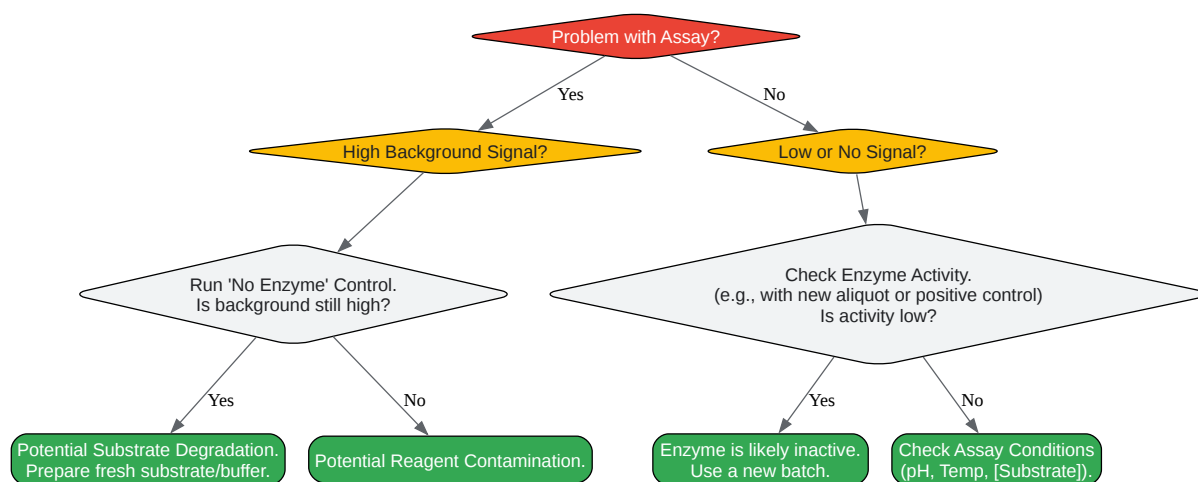 Problem with Assay?
Yes
No
High Background Signal?
Low or No Signal?
Run 'No Enzyme' Control.
Is background still high?
Check Enzyme Activity.
(e.g., with new aliquot or positive control)
Is activity low?
Yes
No
Yes
No
Potential Substrate Degradation.
Prepare fresh substrate/buffer.
Potential Reagent Contamination.
Enzyme is likely inactive.
Use a new batch.
Check Assay Conditions
(pH, Temp, [Substrate]).